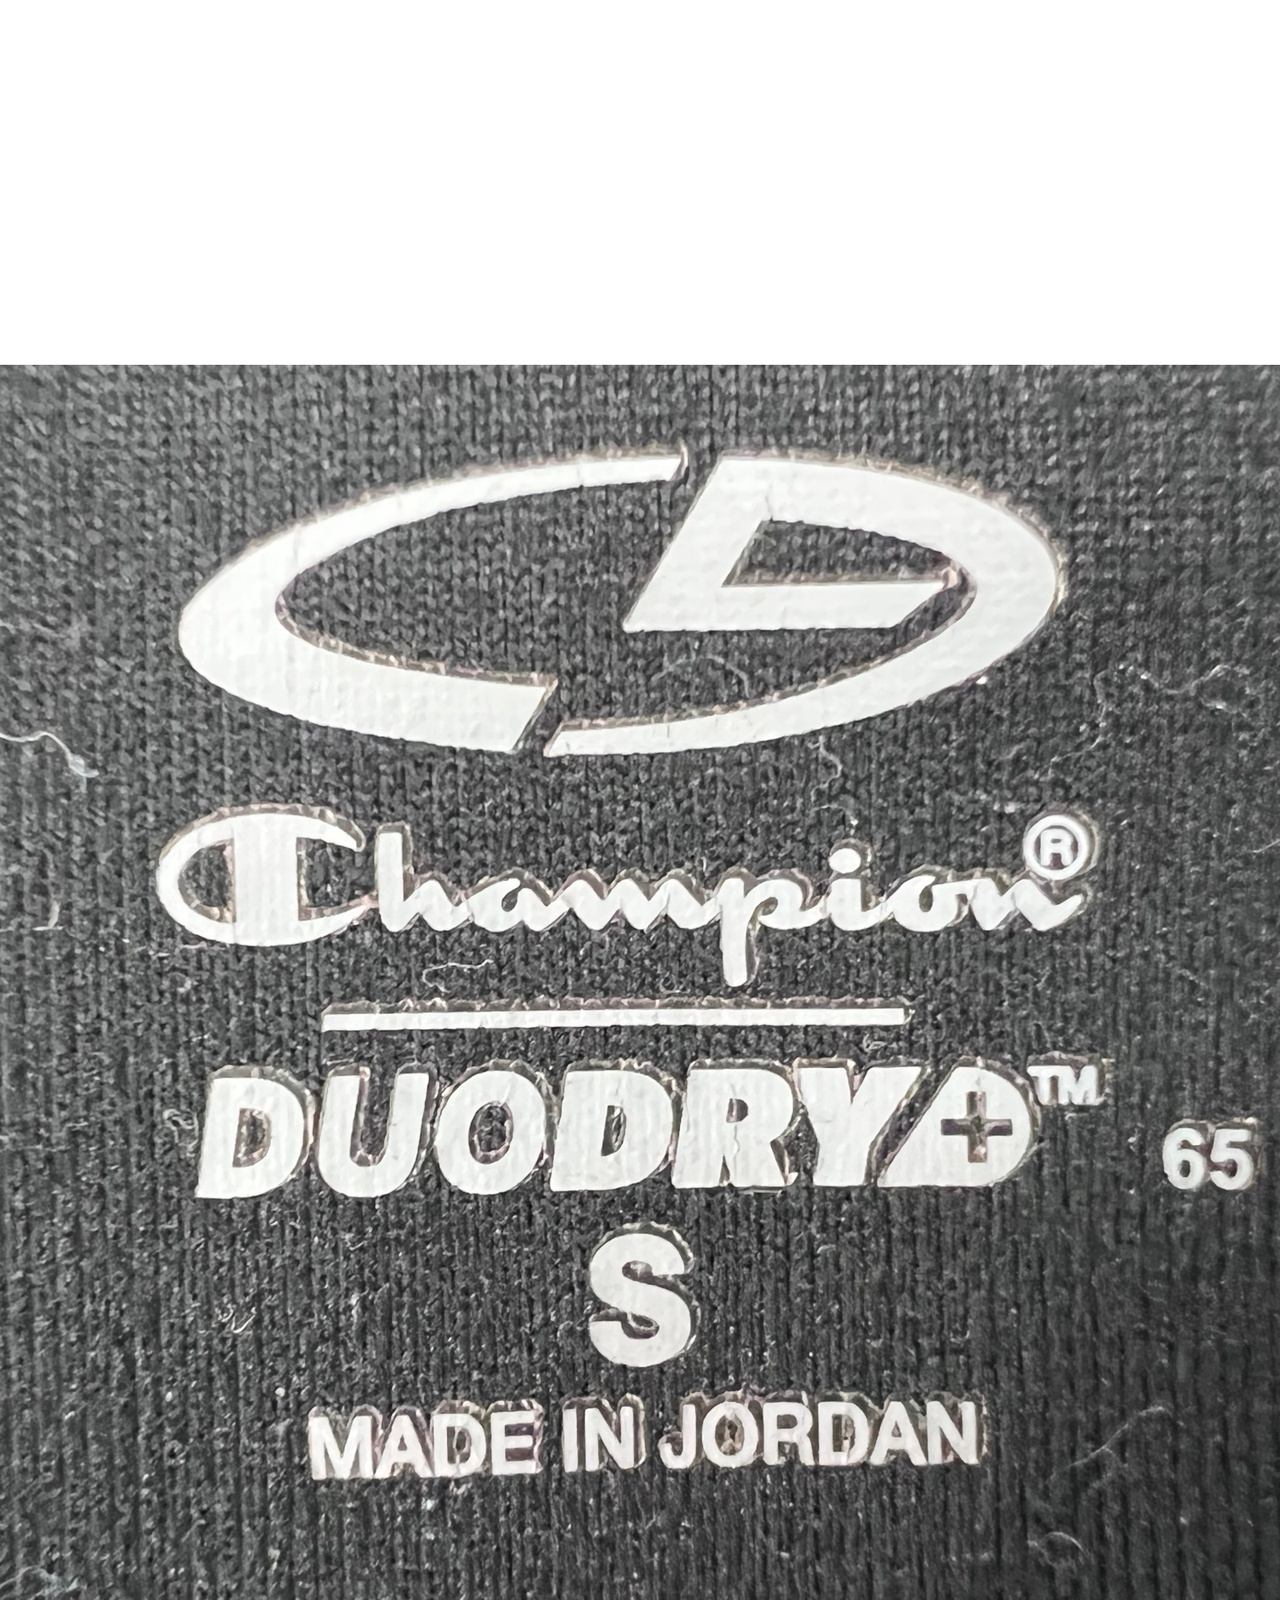 Champion®
DUODRY+™
65
S
MADE IN JORDAN